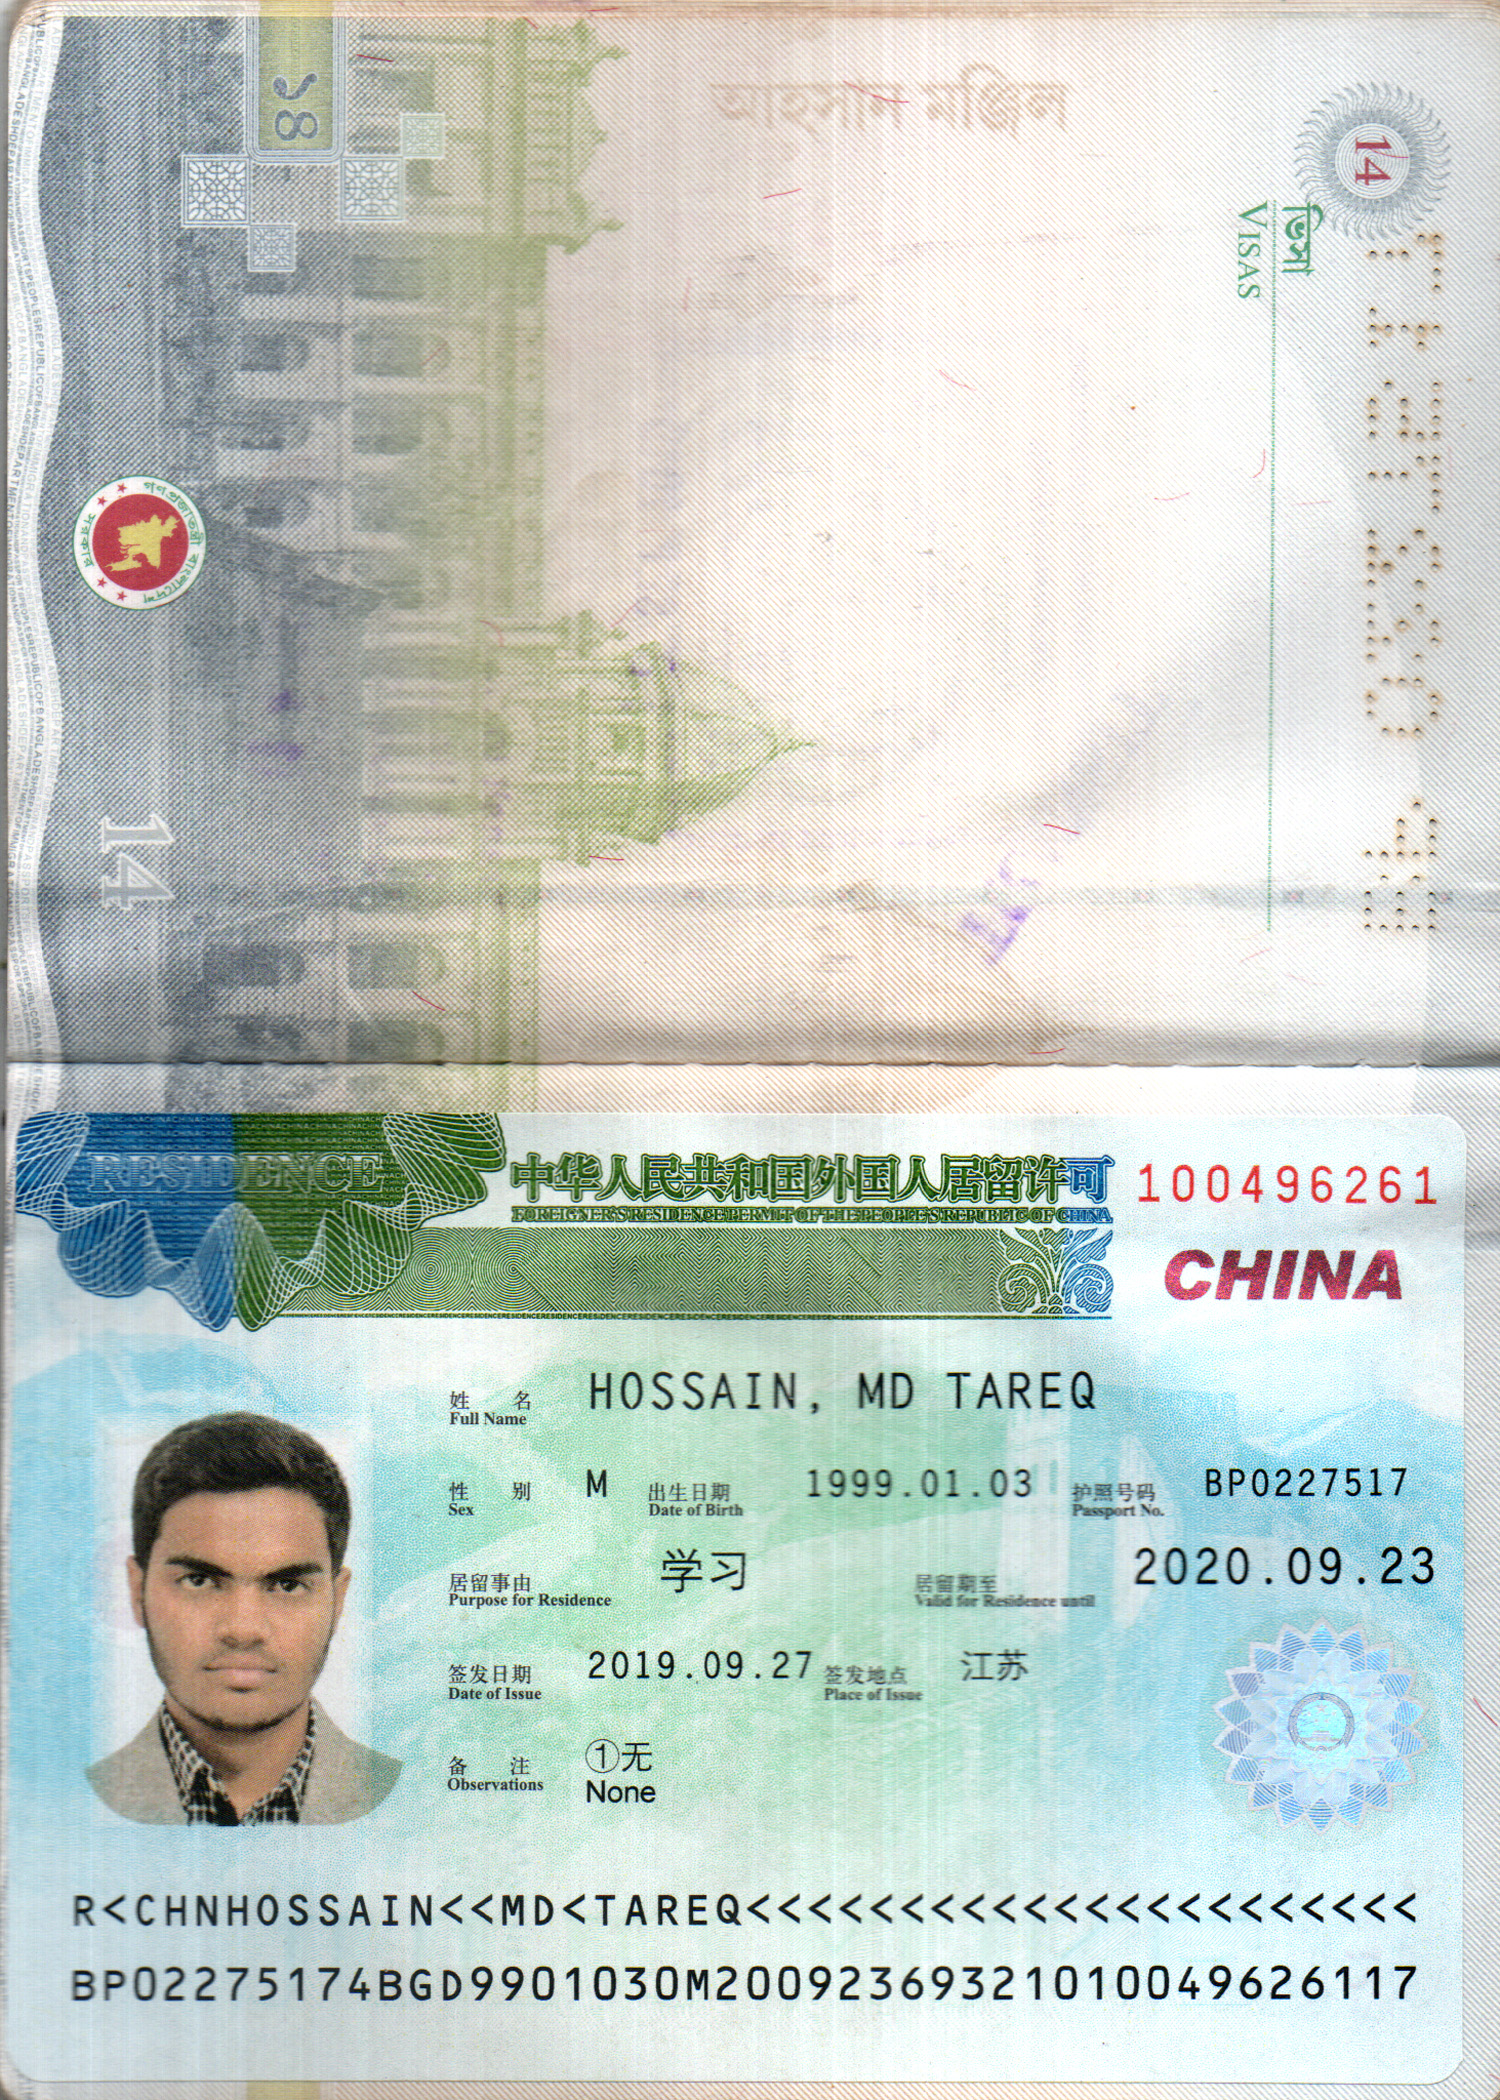 ১৪
আহসান মঞ্জিল
14
ভিসা
VISAS
14
RESIDENCE
中华人民共和国外国人居留许可
FOREIGNER'S RESIDENCE PERMIT OF THE PEOPLE'S REPUBLIC OF CHINA
100496261
CHINA
姓 名 HOSSAIN, MD TAREQ
Full Name
性 别 M 出生日期 1999.01.03 护照号码 BP0227517
Sex Date of Birth Passport No.
居留事由 学习 居留期至 2020.09.23
Purpose for Residence Valid for Residence until
签发日期 2019.09.27 签发地点 江苏
Date of Issue Place of Issue
备 注 ①无
Observations None
R<CHNHOSSAIN<<MD<TAREQ<<<<<<<<<<<<<<<<<<<<<<
BP02275174BGD9901030M20092369321010049626117